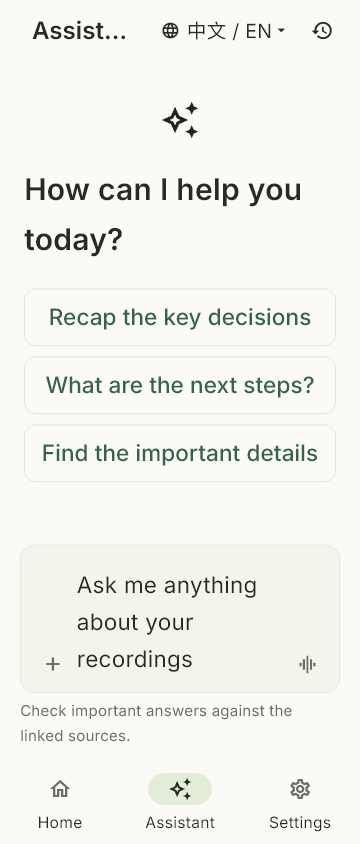 Assist…
中文 / EN
How can I help you
today?
Recap the key decisions
What are the next steps?
Find the important details
Ask me anything
about your
recordings
Check important answers against the
linked sources.
Home
Assistant
Settings